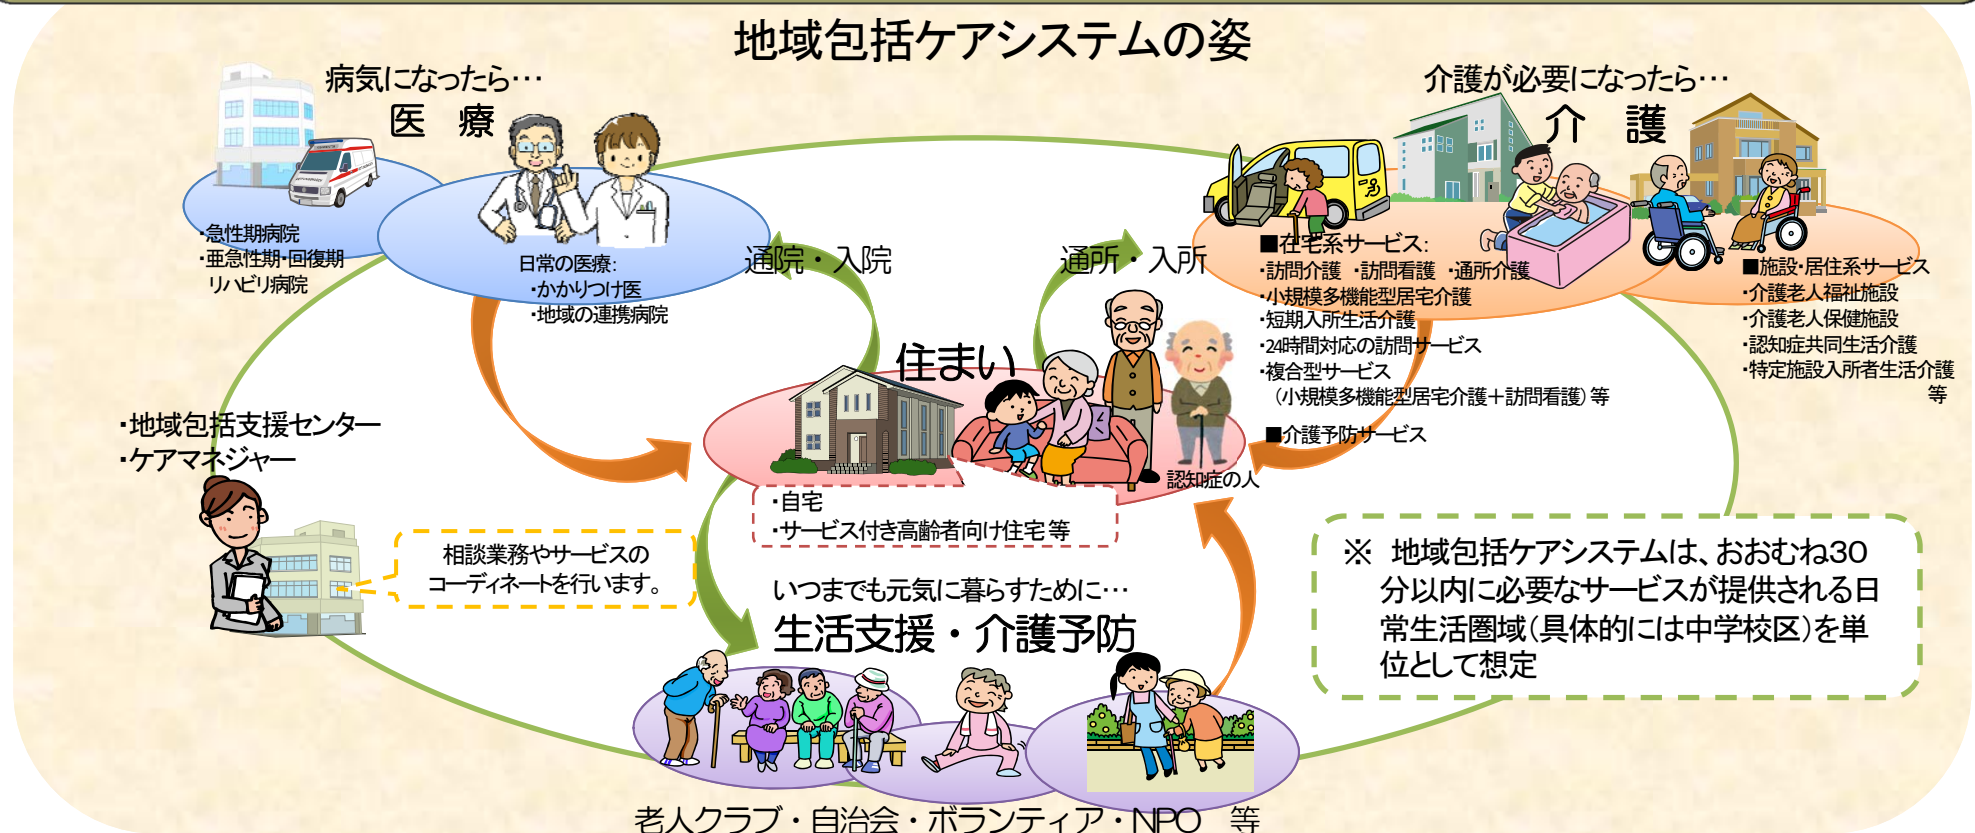 地域包括ケアシステムの姿
病気になったら…
医 療
・急性期病院
・亜急性期・回復期
リハビリ病院
日常の医療:
・かかりつけ医
・地域の連携病院
通院・入院
通所・入所
介護が必要になったら…
介 護
■在宅系サービス:
・訪問介護 ・訪問看護 ・通所介護
・小規模多機能型居宅介護
・短期入所生活介護
・24時間対応の訪問サービス
・複合型サービス
（小規模多機能型居宅介護＋訪問看護）等
■介護予防サービス
■施設・居住系サービス
・介護老人福祉施設
・介護老人保健施設
・認知症共同生活介護
・特定施設入所者生活介護
等
住まい
認知症の人
・自宅
・サービス付き高齢者向け住宅 等
・地域包括支援センター
・ケアマネジャー
相談業務やサービスの
コーディネートを行います。
いつまでも元気に暮らすために…
生活支援・介護予防
老人クラブ・自治会・ボランティア・NPO 等
※ 地域包括ケアシステムは、おおむね30
分以内に必要なサービスが提供される日
常生活圏域（具体的には中学校区）を単
位として想定